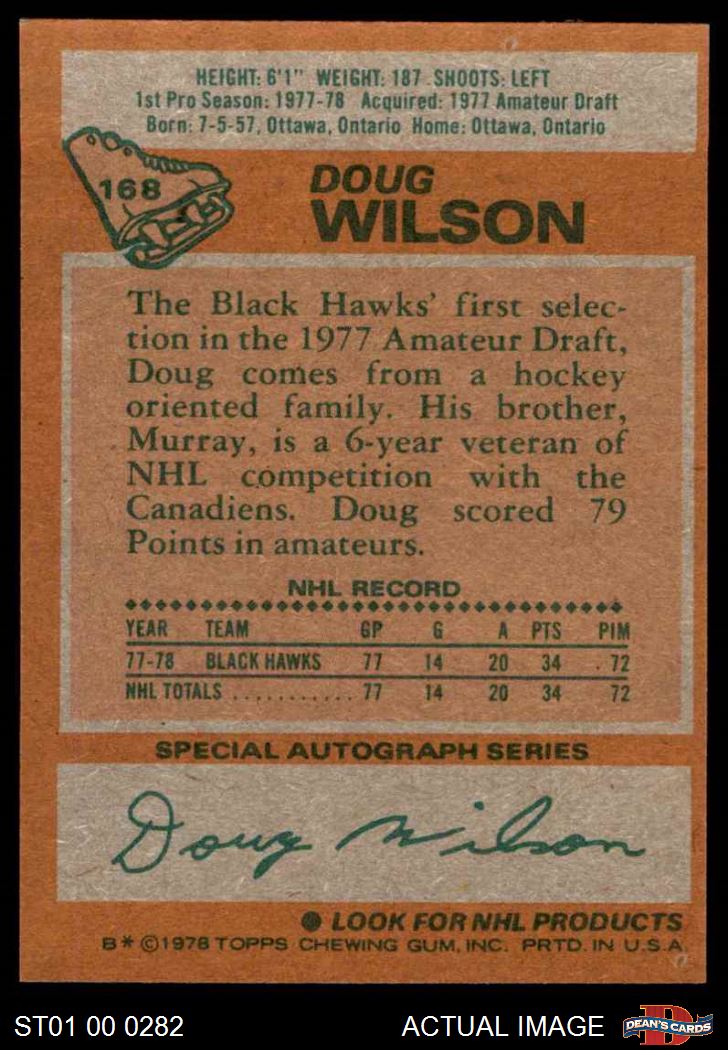 HEIGHT: 6'1" WEIGHT: 187 SHOOTS: LEFT
1st Pro Season: 1977-78 Acquired: 1977 Amateur Draft
Born: 7-5-57, Ottawa, Ontario Home: Ottawa, Ontario
168
DOUG
WILSON
The Black Hawks' first selec-
tion in the 1977 Amateur Draft,
Doug comes from a hockey
oriented family. His brother,
Murray, is a 6-year veteran of
NHL competition with the
Canadiens. Doug scored 79
Points in amateurs.
NHL RECORD
YEAR TEAM GP G A PTS PIM
77-78 BLACK HAWKS 77 14 20 34 72
NHL TOTALS ............ 77 14 20 34 72
SPECIAL AUTOGRAPH SERIES
Doug Wilson
● LOOK FOR NHL PRODUCTS
B* ©1978 TOPPS CHEWING GUM, INC. PRTD. IN U.S.A.
ST01 00 0282 ACTUAL IMAGE D DEAN'S CARDS